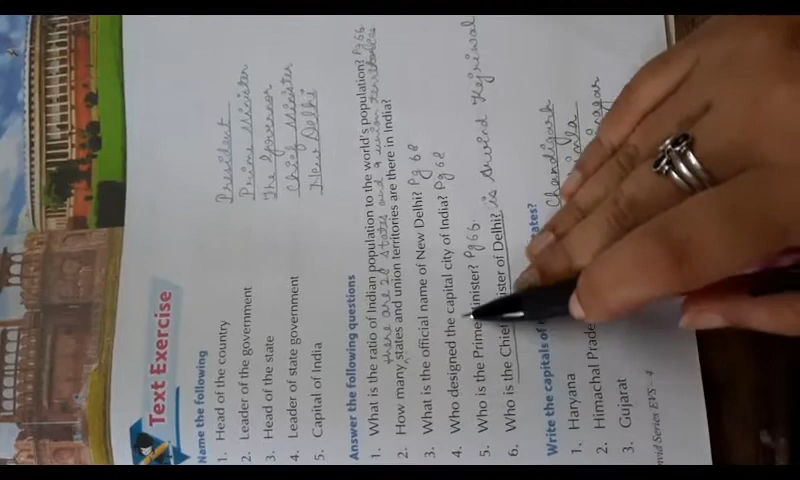 Text Exercise
Name the following
1. Head of the country President
2. Leader of the government Prime Minister
3. Head of the state The Governor
4. Leader of state government Chief Minister
5. Capital of India New Delhi
Answer the following questions
1. What is the ratio of Indian population to the world's population? Pg 66
there are 28 states and 9 union territories
2. How many states and union territories are there in India?
3. What is the official name of New Delhi? Pg 68
4. Who designed the capital city of India? Pg 68
5. Who is the Prime Minister? Pg 66.
6. Who is the Chief Minister of Delhi? is Arvind Kejriwal
Write the capitals of
1. Haryana Chandigarh
2. Himachal Prade
3. Gujarat
Series EVS - 4